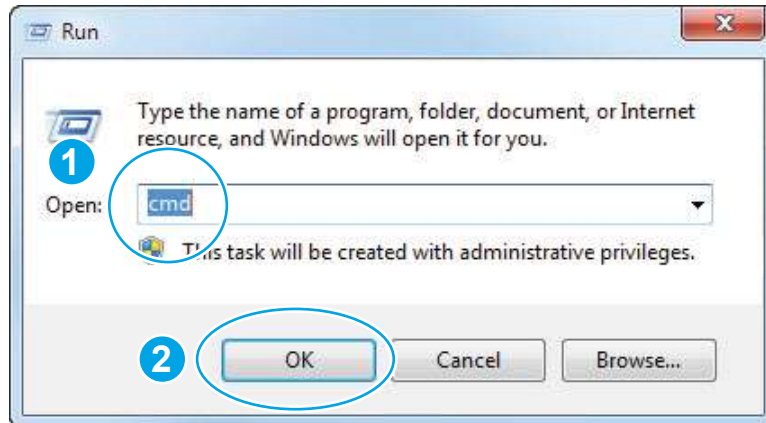 Run
x
Type the name of a program, folder, document, or Internet
resource, and Windows will open it for you.
1
Open: cmd
This task will be created with administrative privileges.
2 OK Cancel Browse...